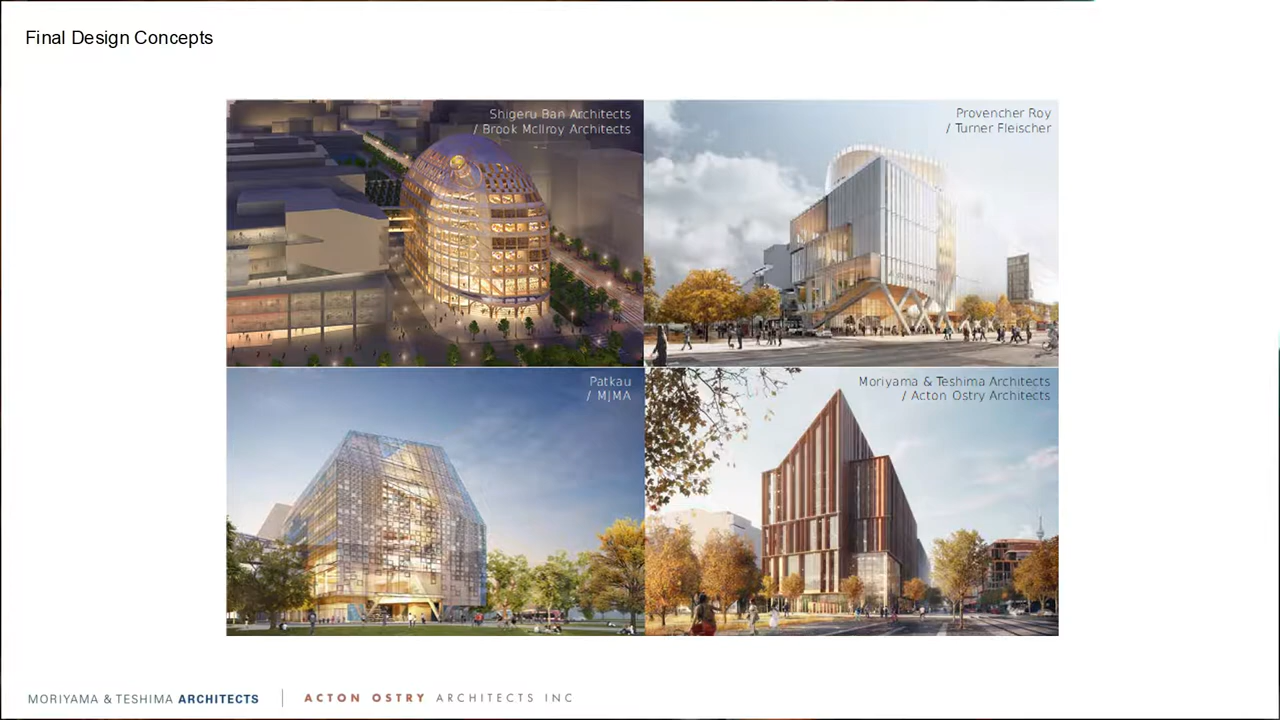 Final Design Concepts
Shigeru Ban Architects
/ Brook McIlroy Architects
Provencher Roy
/ Turner Fleischer
Patkau
/ MJMA
Moriyama & Teshima Architects
/ Acton Ostry Architects
MORIYAMA & TESHIMA ARCHITECTS | ACTON OSTRY ARCHITECTS INC